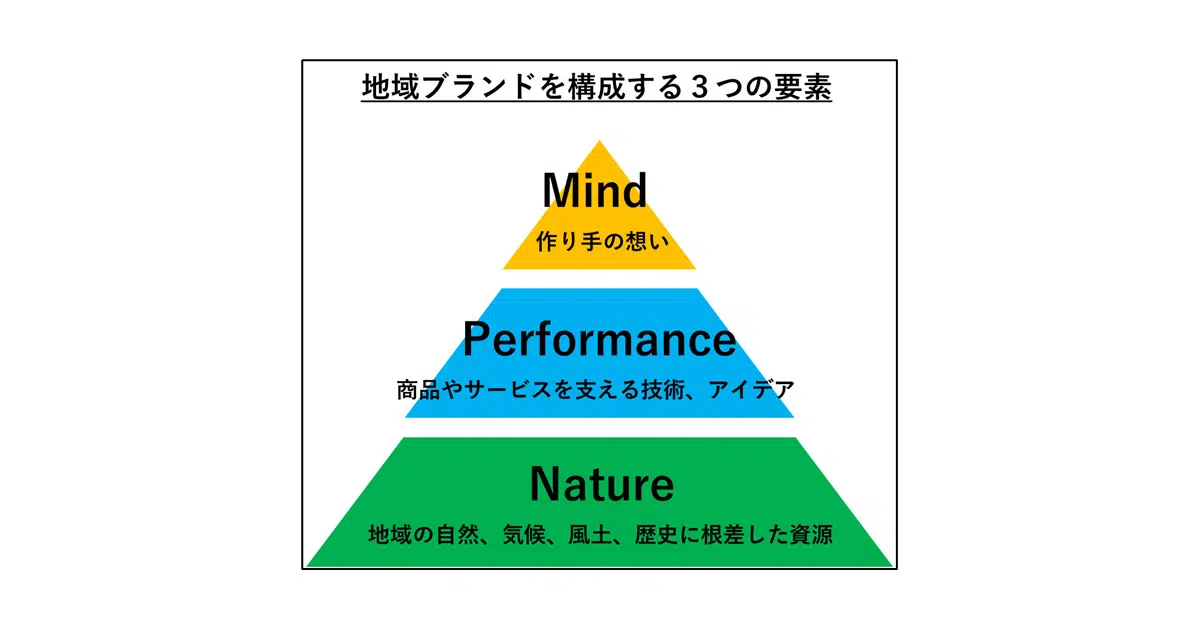 地域ブランドを構成する３つの要素
Mind
作り手の想い
Performance
商品やサービスを支える技術、アイデア
Nature
地域の自然、気候、風土、歴史に根差した資源